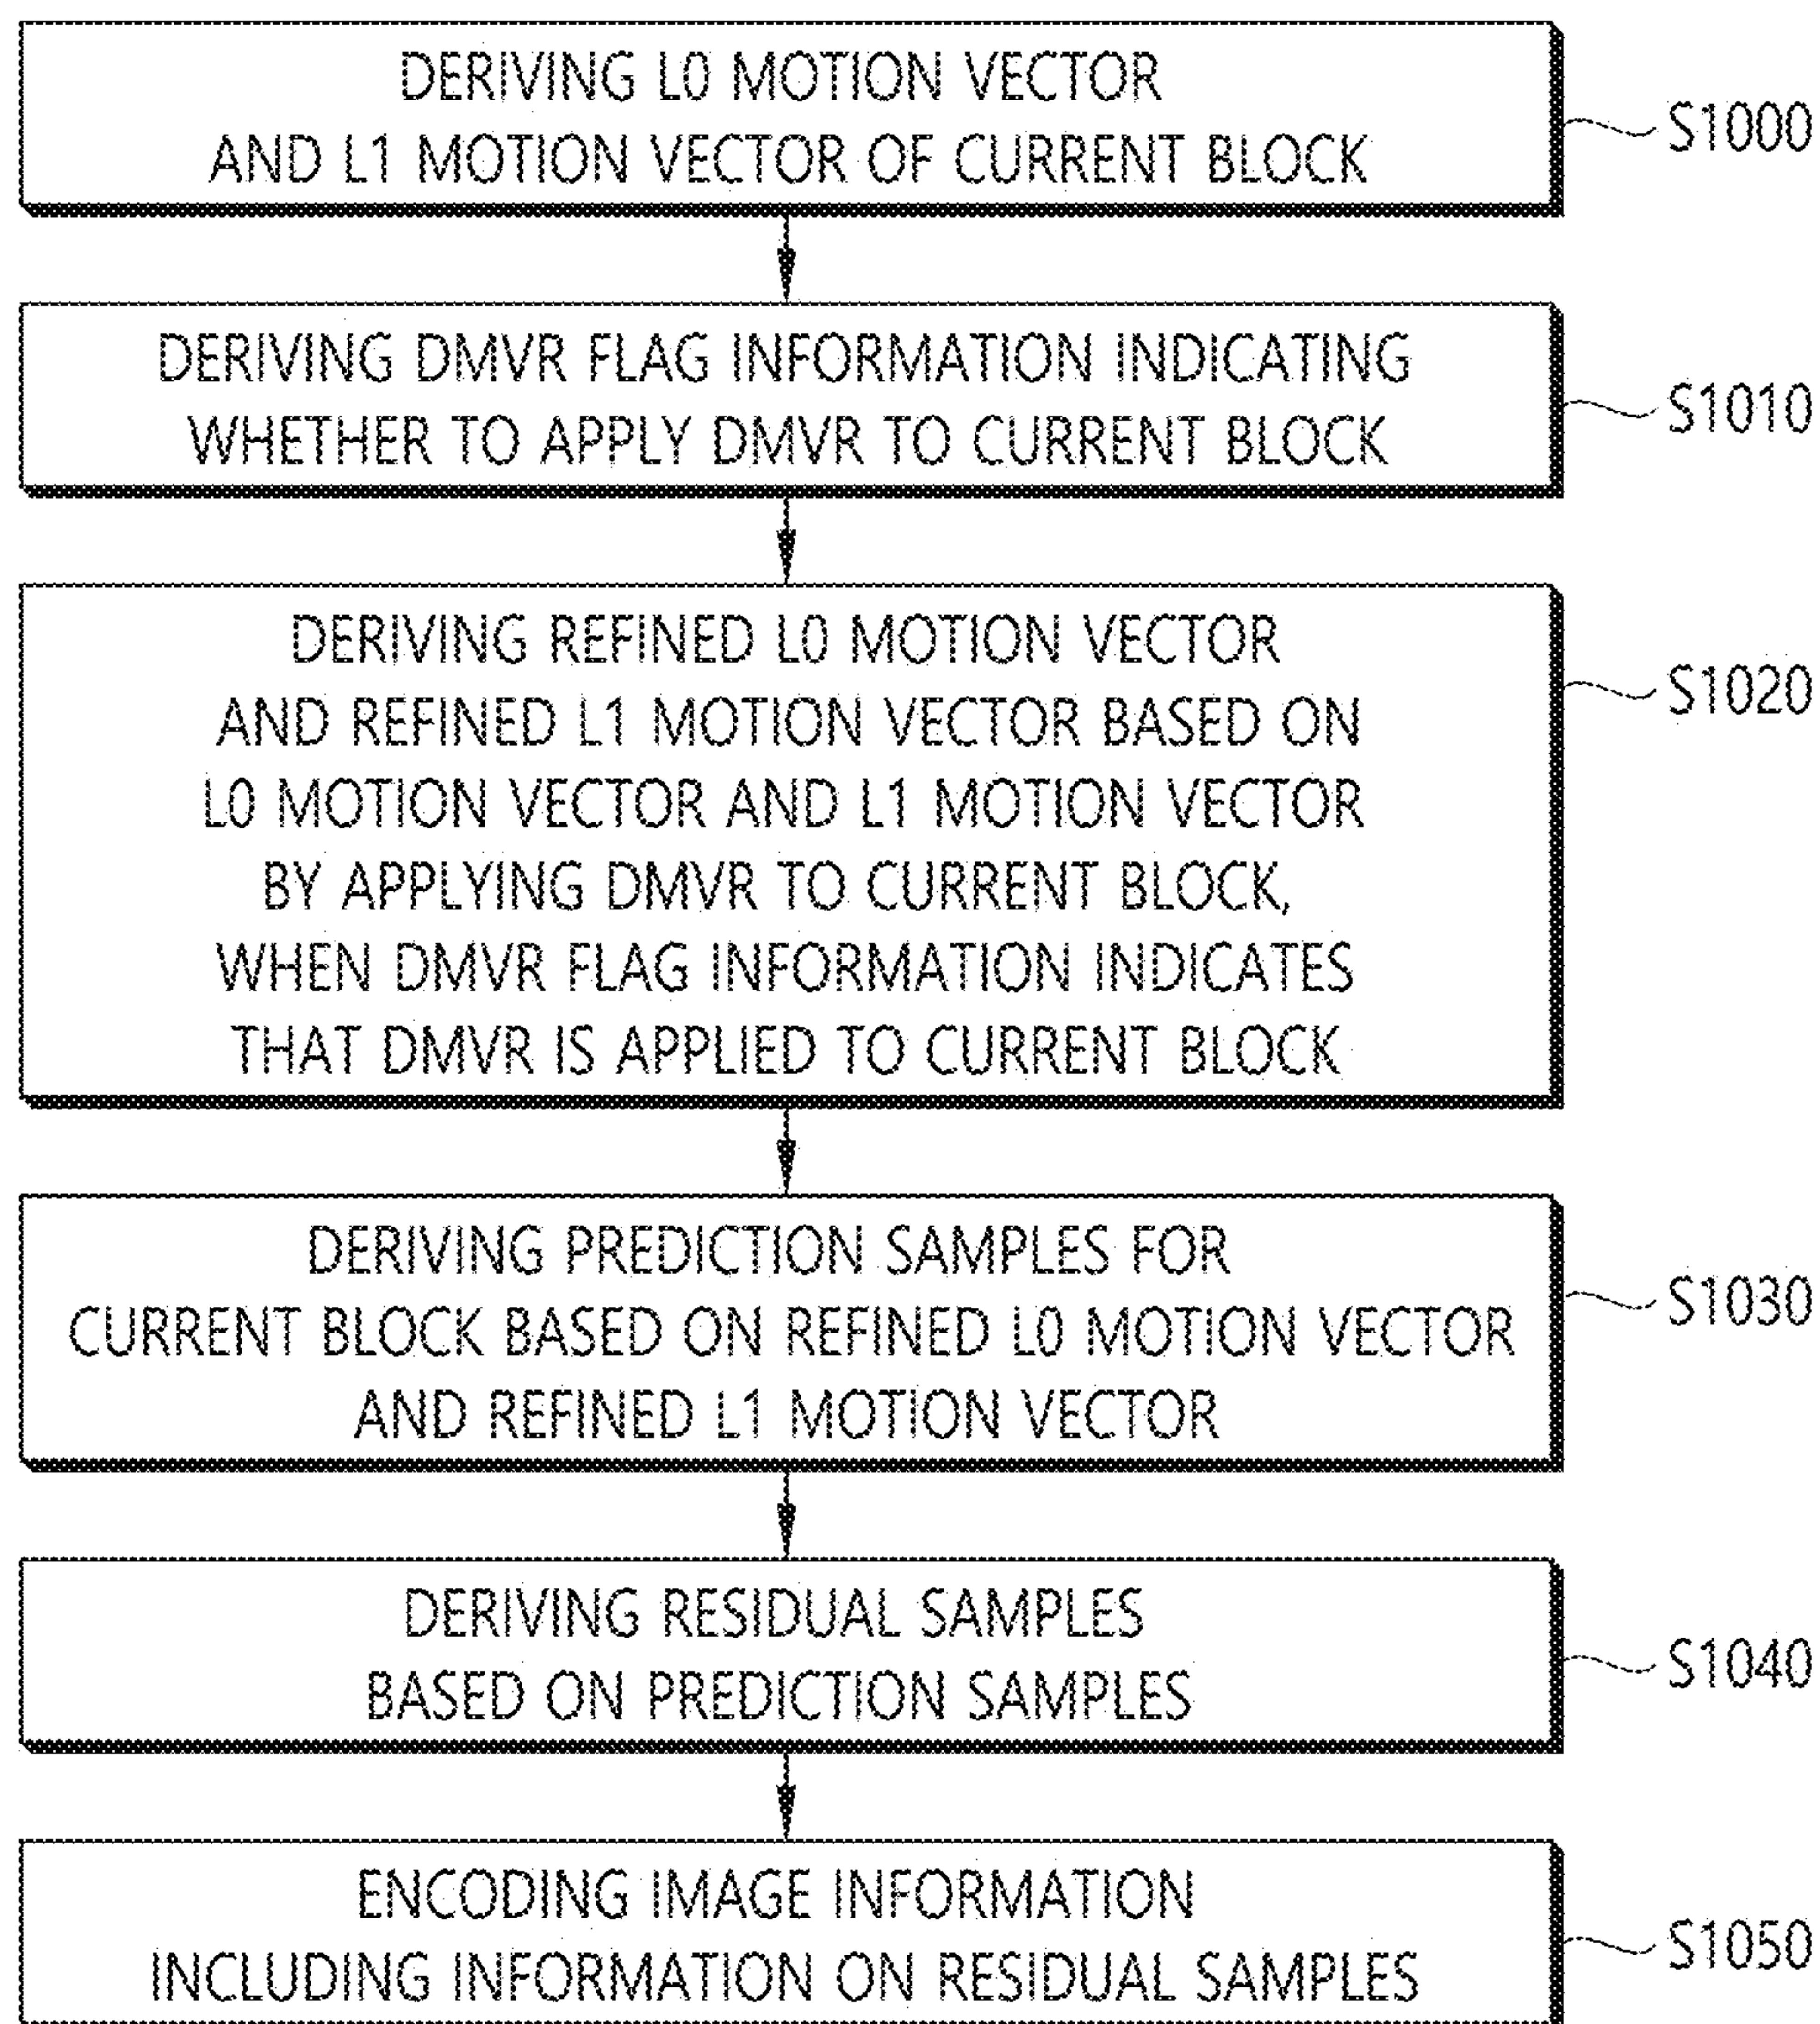 DERIVING L0 MOTION VECTOR
AND L1 MOTION VECTOR OF CURRENT BLOCK
S1000
DERIVING DMVR FLAG INFORMATION INDICATING
WHETHER TO APPLY DMVR TO CURRENT BLOCK
S1010
DERIVING REFINED L0 MOTION VECTOR
AND REFINED L1 MOTION VECTOR BASED ON
L0 MOTION VECTOR AND L1 MOTION VECTOR
BY APPLYING DMVR TO CURRENT BLOCK,
WHEN DMVR FLAG INFORMATION INDICATES
THAT DMVR IS APPLIED TO CURRENT BLOCK
S1020
DERIVING PREDICTION SAMPLES FOR
CURRENT BLOCK BASED ON REFINED L0 MOTION VECTOR
AND REFINED L1 MOTION VECTOR
S1030
DERIVING RESIDUAL SAMPLES
BASED ON PREDICTION SAMPLES
S1040
ENCODING IMAGE INFORMATION
INCLUDING INFORMATION ON RESIDUAL SAMPLES
S1050